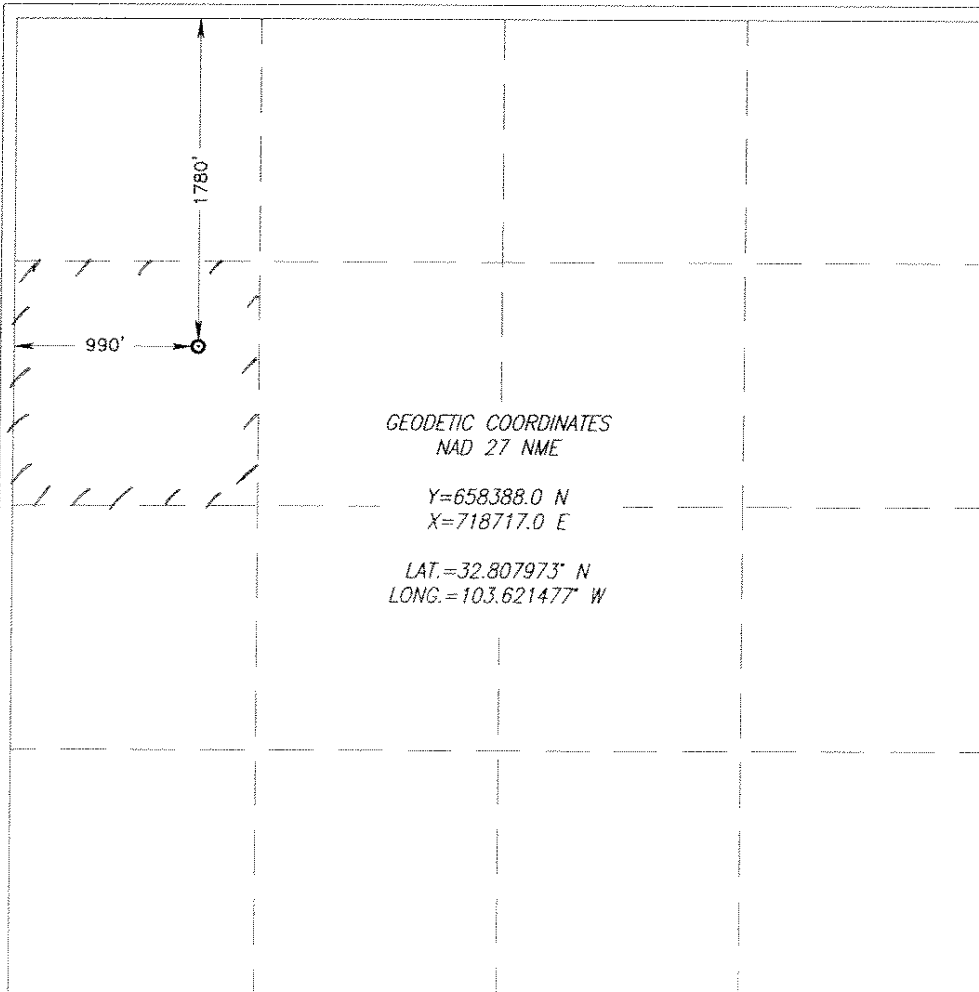 1780'
990'
GEODETIC COORDINATES
NAD 27 NME
Y=658388.0 N
X=718717.0 E
LAT.=32.807973° N
LONG.=103.621477° W